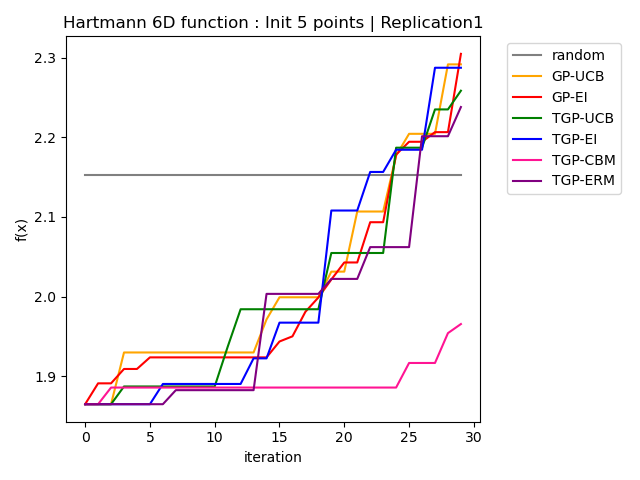 Hartmann 6D function : Init 5 points | Replication1
random
GP-UCB
GP-EI
TGP-UCB
TGP-EI
TGP-CBM
TGP-ERM
f(x)
2.3
2.2
2.1
2.0
1.9
0 5 10 15 20 25 30
iteration